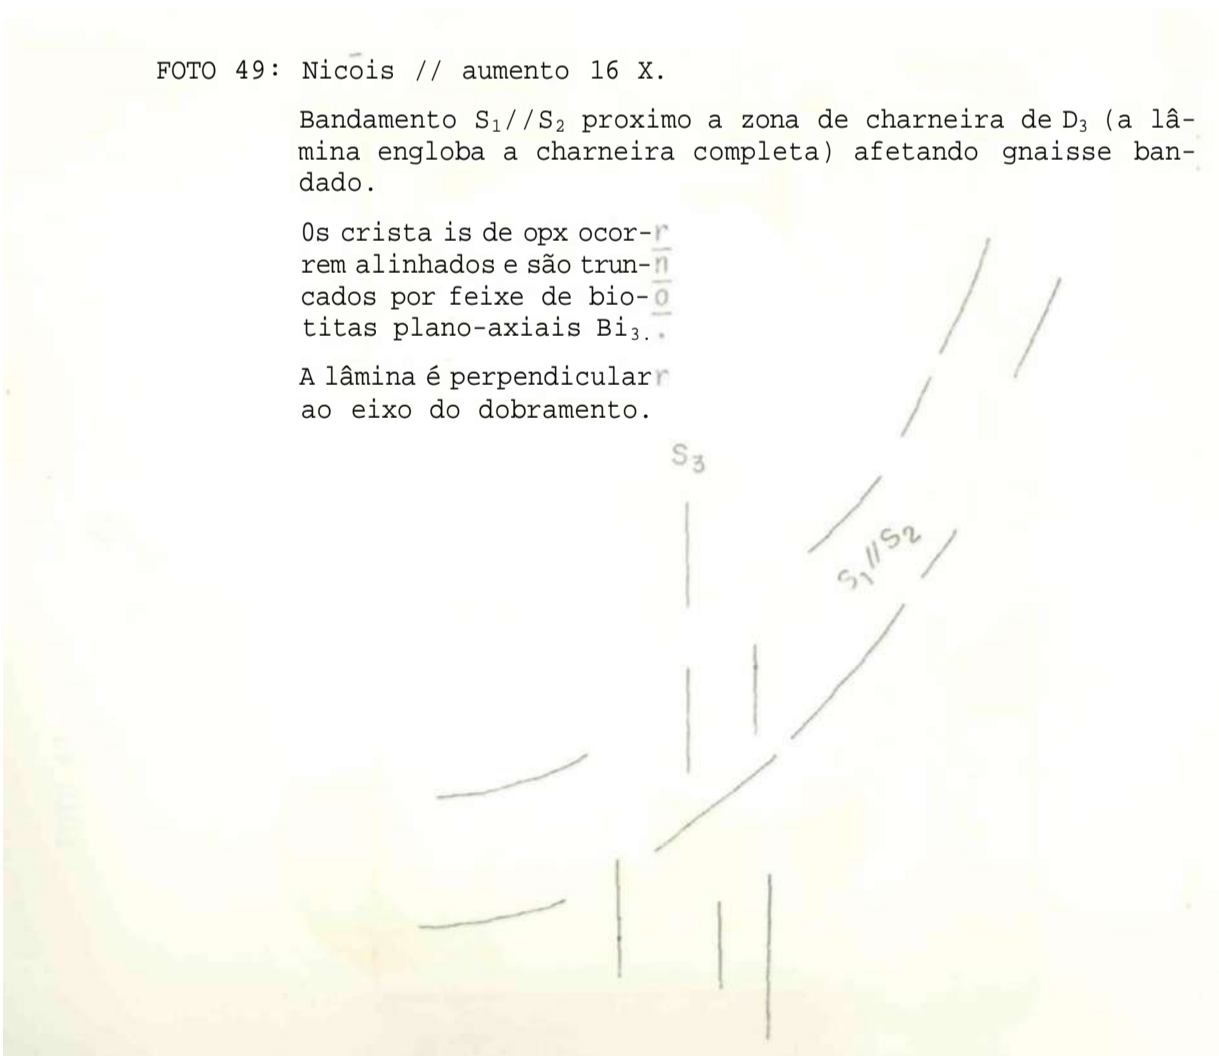 FOTO 49: Nicōis // aumento 16 X.
Bandamento S₁//S₂ proximo a zona de charneira de D₃ (a lâ-
mina engloba a charneira completa) afetando gnaisse ban-
dado.
Os crista is de opx ocor-r
rem alinhados e são trun-n
cados por feixe de bio-o
titas plano-axiais Bi₃. .
A lâmina é perpendicular r
ao eixo do dobramento.
S₃
S₁//S₂